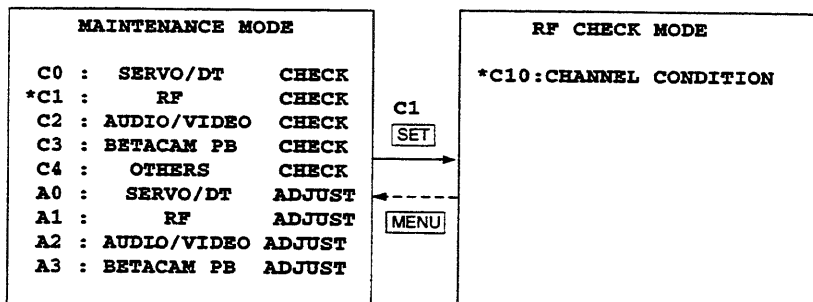 MAINTENANCE MODE
C0 : SERVO/DT CHECK
*C1 : RF CHECK
C2 : AUDIO/VIDEO CHECK
C3 : BETACAM PB CHECK
C4 : OTHERS CHECK
A0 : SERVO/DT ADJUST
A1 : RF ADJUST
A2 : AUDIO/VIDEO ADJUST
A3 : BETACAM PB ADJUST
C1
SET
MENU
RF CHECK MODE
*C10:CHANNEL CONDITION